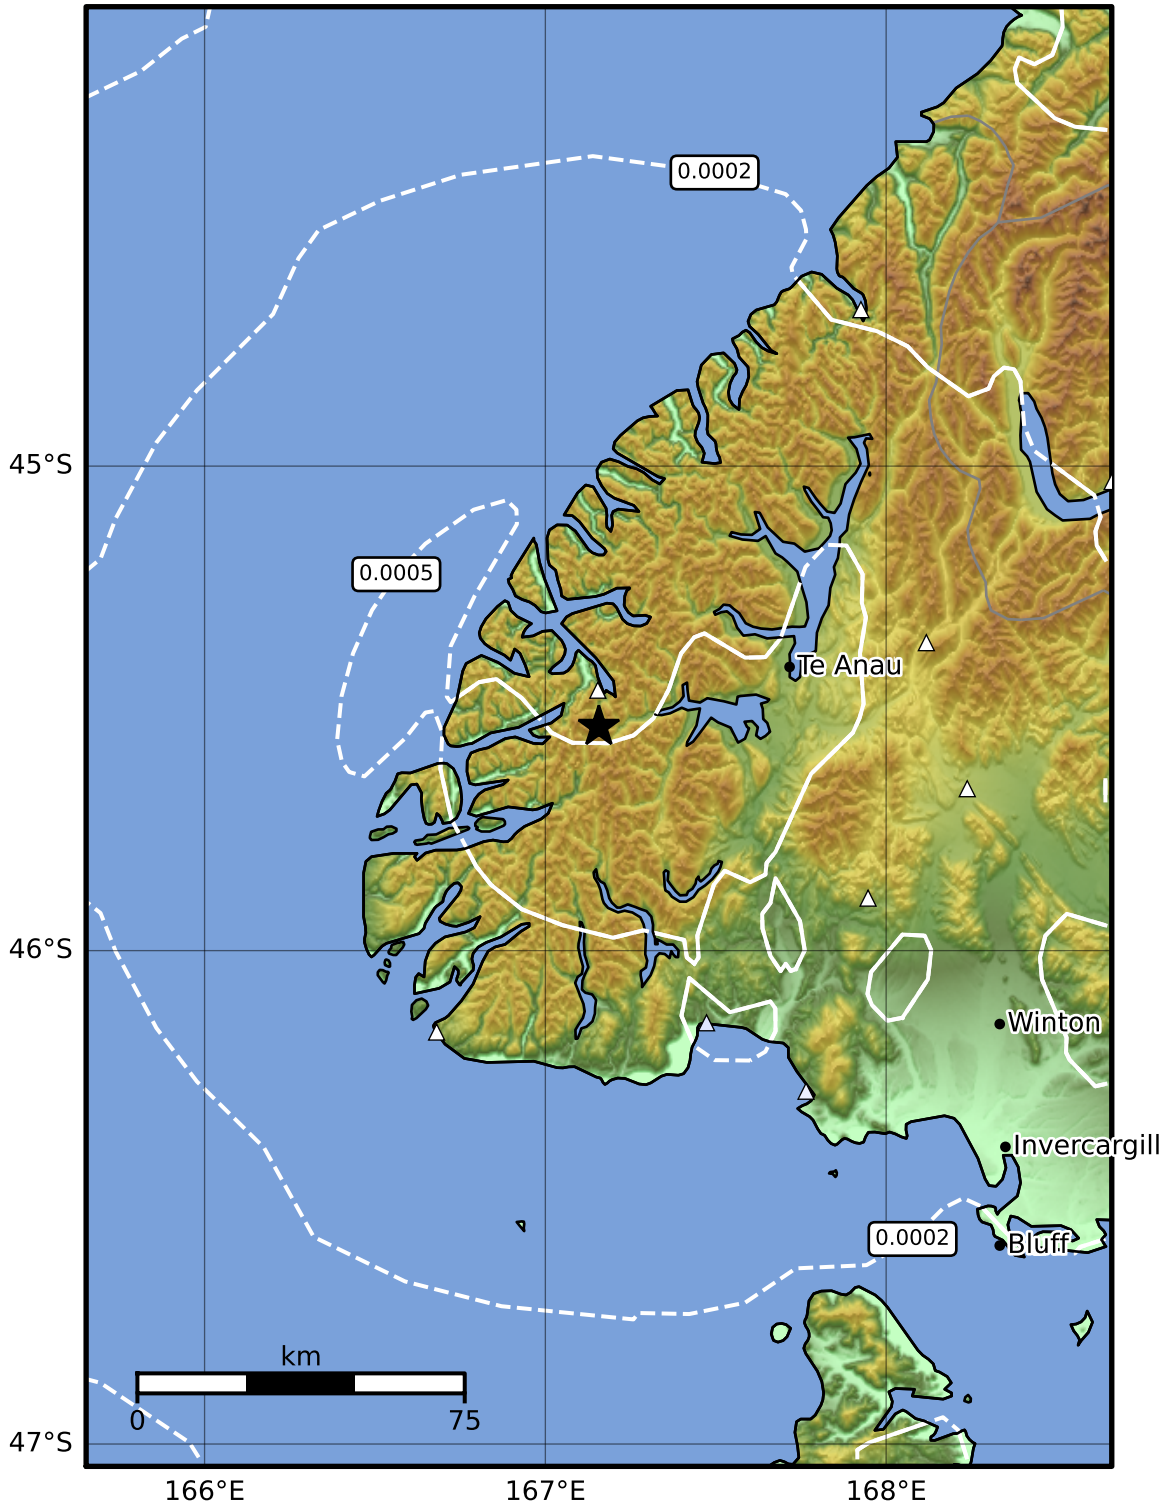 0.0002
45°S
0.0005
Te Anau
46°S
Winton
Invercargill
0.0002
Bluff
km
0 75
47°S
166°E 167°E 168°E